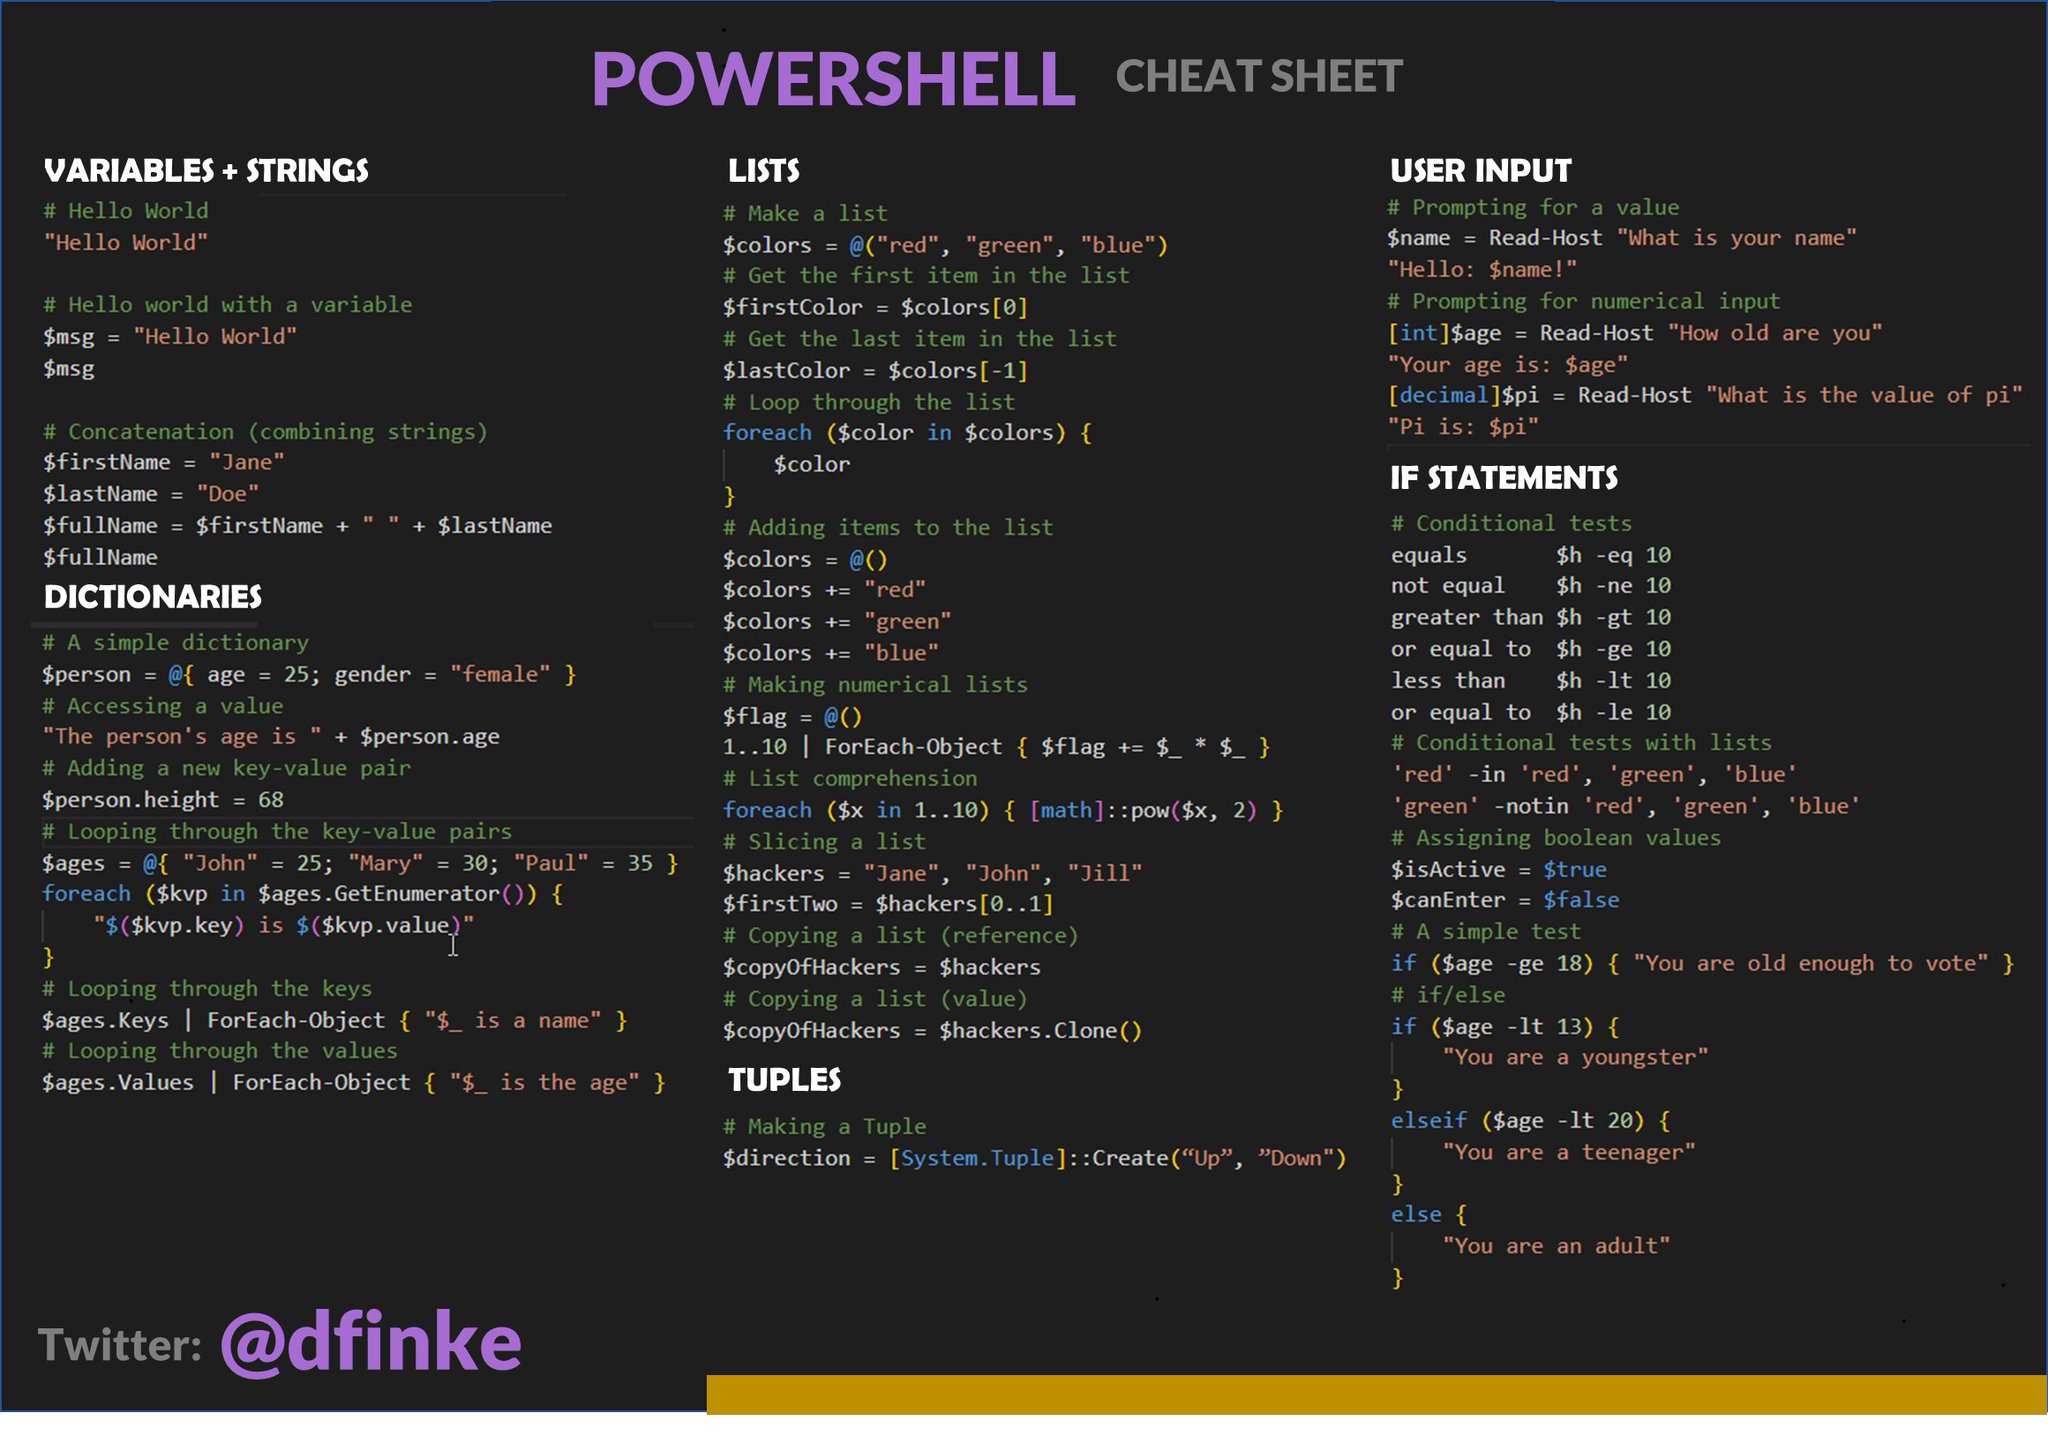 POWERSHELL CHEAT SHEET
VARIABLES + STRINGS
# Hello World
"Hello World"
# Hello world with a variable
$msg = "Hello World"
$msg
# Concatenation (combining strings)
$firstName = "Jane"
$lastName = "Doe"
$fullName = $firstName + " " + $lastName
$fullName
DICTIONARIES
# A simple dictionary
$person = @{ age = 25; gender = "female" }
# Accessing a value
"The person's age is " + $person.age
# Adding a new key-value pair
$person.height = 68
# Looping through the key-value pairs
$ages = @{ "John" = 25; "Mary" = 30; "Paul" = 35 }
foreach ($kvp in $ages.GetEnumerator()) {
    "$($kvp.key) is $($kvp.value)"
}
# Looping through the keys
$ages.Keys | ForEach-Object { "$_ is a name" }
# Looping through the values
$ages.Values | ForEach-Object { "$_ is the age" }
LISTS
# Make a list
$colors = @("red", "green", "blue")
# Get the first item in the list
$firstColor = $colors[0]
# Get the last item in the list
$lastColor = $colors[-1]
# Loop through the list
foreach ($color in $colors) {
    $color
}
# Adding items to the list
$colors = @()
$colors += "red"
$colors += "green"
$colors += "blue"
# Making numerical lists
$flag = @()
1..10 | ForEach-Object { $flag += $_ * $_ }
# List comprehension
foreach ($x in 1..10) { [math]::pow($x, 2) }
# Slicing a list
$hackers = "Jane", "John", "Jill"
$firstTwo = $hackers[0..1]
# Copying a list (reference)
$copyOfHackers = $hackers
# Copying a list (value)
$copyOfHackers = $hackers.Clone()
TUPLES
# Making a Tuple
$direction = [System.Tuple]::Create(“Up”, ”Down")
USER INPUT
# Prompting for a value
$name = Read-Host "What is your name"
"Hello: $name!"
# Prompting for numerical input
[int]$age = Read-Host "How old are you"
"Your age is: $age"
[decimal]$pi = Read-Host "What is the value of pi"
"Pi is: $pi"
IF STATEMENTS
# Conditional tests
equals $h -eq 10
not equal $h -ne 10
greater than $h -gt 10
or equal to $h -ge 10
less than $h -lt 10
or equal to $h -le 10
# Conditional tests with lists
'red' -in 'red', 'green', 'blue'
'green' -notin 'red', 'green', 'blue'
# Assigning boolean values
$isActive = $true
$canEnter = $false
# A simple test
if ($age -ge 18) { "You are old enough to vote" }
# if/else
if ($age -lt 13) {
    "You are a youngster"
}
elseif ($age -lt 20) {
    "You are a teenager"
}
else {
    "You are an adult"
}
Twitter: @dfinke